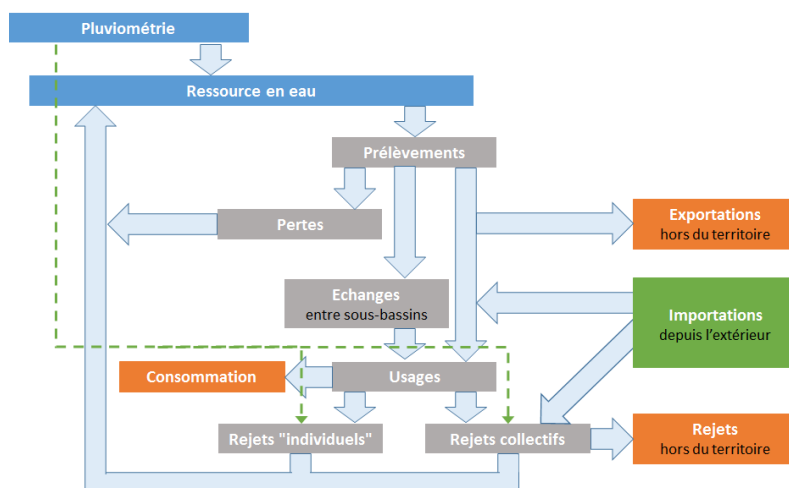 Pluviométrie
Ressource en eau
Prélèvements
Pertes
Exportations
hors du territoire
Echanges
entre sous-bassins
Importations
depuis l'extérieur
Consommation
Usages
Rejets "individuels"
Rejets collectifs
Rejets
hors du territoire